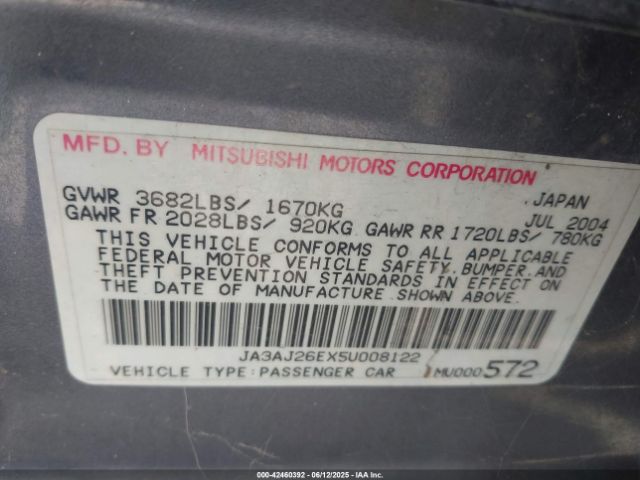 MFD. BY MITSUBISHI MOTORS CORPORATION
GVWR 3682LBS/ 1670KG JAPAN
JUL 2004
GAWR FR 2028LBS/ 920KG GAWR RR 1720LBS/ 780KG
THIS VEHICLE CONFORMS TO ALL APPLICABLE
FEDERAL MOTOR VEHICLE SAFETY, BUMPER, AND
THEFT PREVENTION STANDARDS IN EFFECT ON
THE DATE OF MANUFACTURE SHOWN ABOVE.
JA3AJ26EX5U008122
VEHICLE TYPE: PASSENGER CAR MU000572
000-42460392 - 06/12/2025 - IAA Inc.